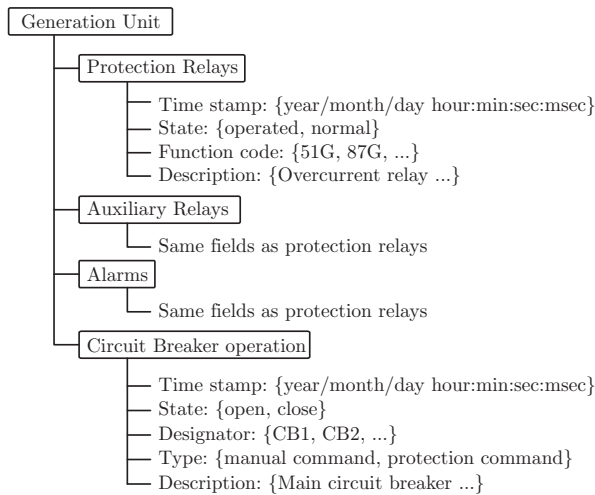 Generation Unit
Protection Relays
Time stamp: {year/month/day hour:min:sec:msec}
State: {operated, normal}
Function code: {51G, 87G, ...}
Description: {Overcurrent relay ...}
Auxiliary Relays
Same fields as protection relays
Alarms
Same fields as protection relays
Circuit Breaker operation
Time stamp: {year/month/day hour:min:sec:msec}
State: {open, close}
Designator: {CB1, CB2, ...}
Type: {manual command, protection command}
Description: {Main circuit breaker ...}